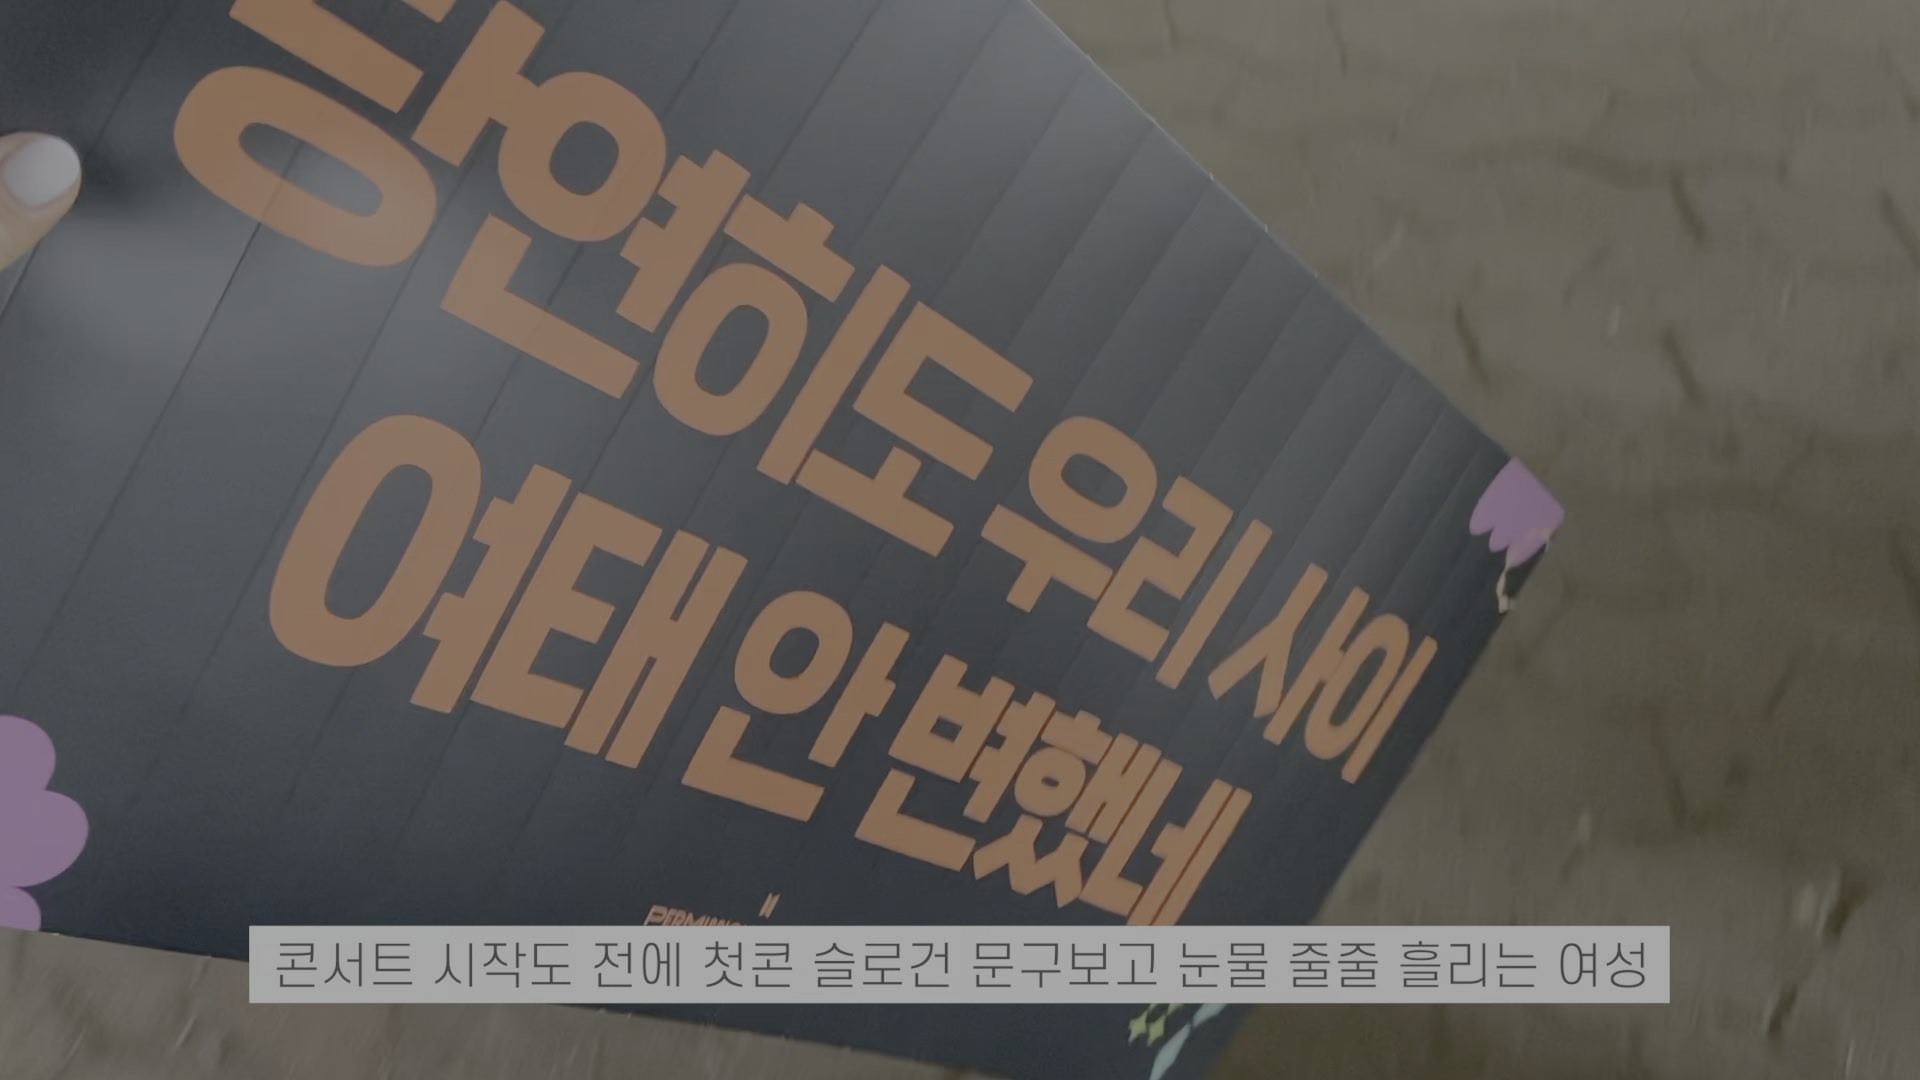 당연히도 우리 사이
여태 안 변했네
콘서트 시작도 전에 첫콘 슬로건 문구보고 눈물 줄줄 흘리는 여성